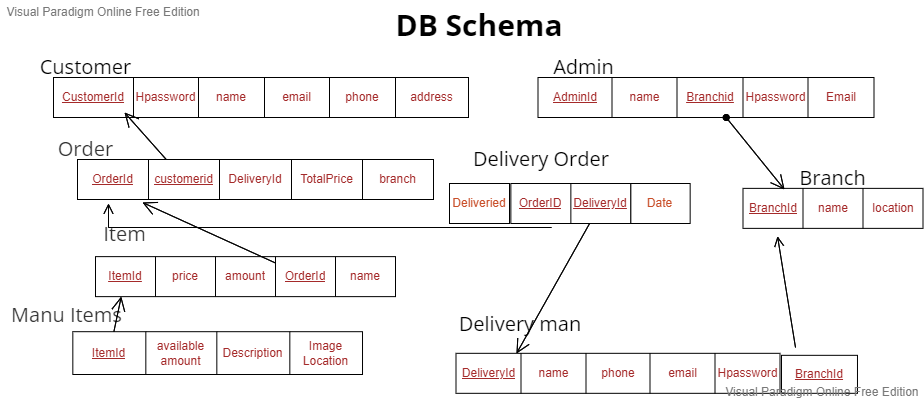 Visual Paradigm Online Free Edition
DB Schema
Customer
CustomerId Hpassword name email phone address
Admin
AdminId name Branchid Hpassword Email
Order
OrderId customerid DeliveryId TotalPrice branch
Delivery Order
Deliveried OrderID DeliveryId Date
Branch
BranchId name location
Item
ItemId price amount OrderId name
Manu Items
ItemId available amount Description Image Location
Delivery man
DeliveryId name phone email Hpassword BranchId
Visual Paradigm Online Free Edition